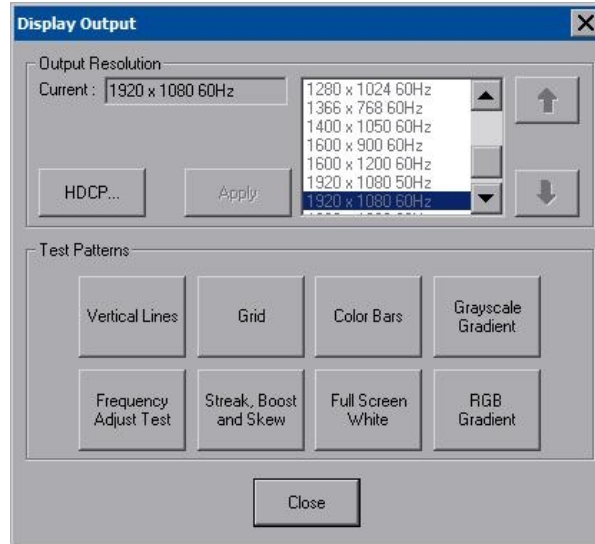 Display Output
Output Resolution
Current : 1920 x 1080 60Hz
1280 x 1024 60Hz
1366 x 768 60Hz
1400 x 1050 60Hz
1600 x 900 60Hz
1600 x 1200 60Hz
1920 x 1080 50Hz
1920 x 1080 60Hz
HDCP...
Apply
Test Patterns
Vertical Lines
Grid
Color Bars
Grayscale
Gradient
Frequency
Adjust Test
Streak, Boost
and Skew
Full Screen
White
RGB
Gradient
Close